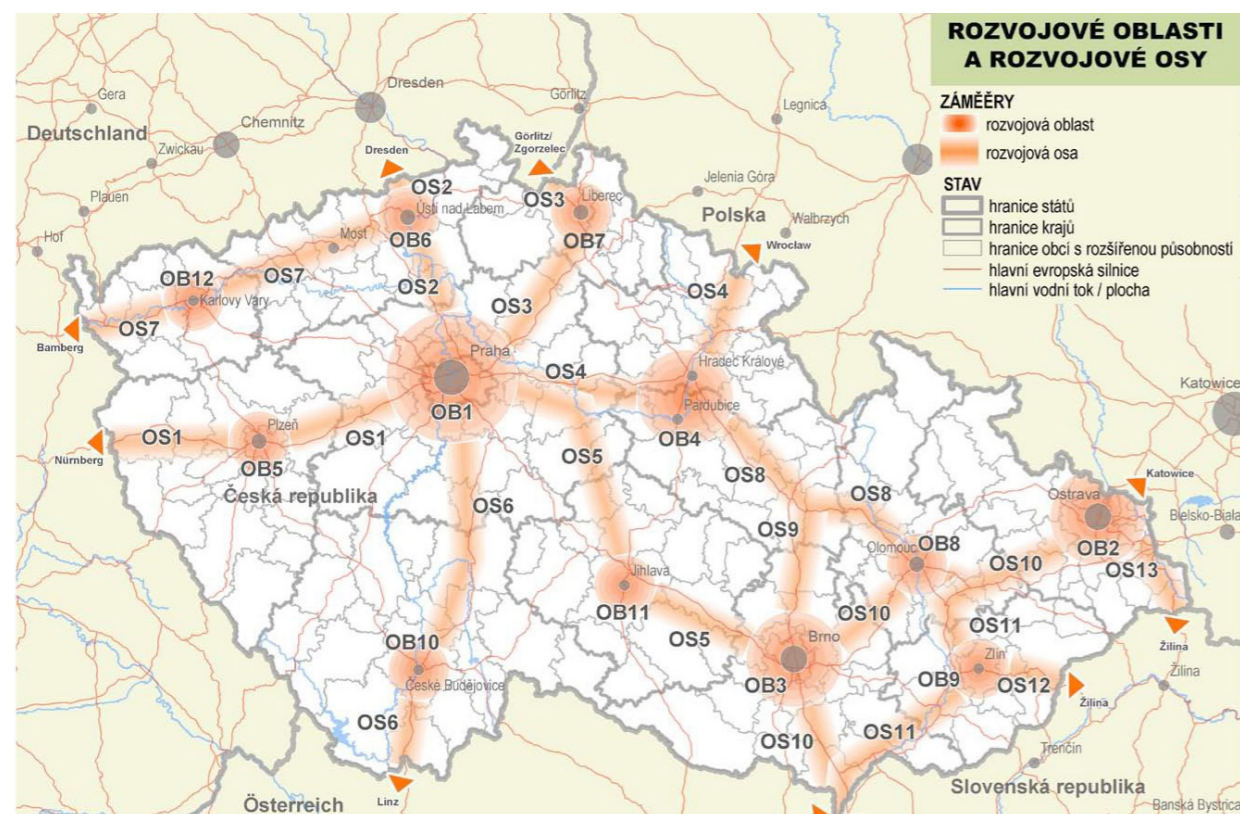 ROZVOJOVÉ OBLASTI
A ROZVOJOVÉ OSY
ZÁMĚĚRY
rozvojová oblast
rozvojová osa
STAV
hranice států
hranice krajů
hranice obcí s rozšířenou působností
hlavní evropská silnice
hlavní vodní tok / plocha
Dresden
Gera
Görlitz
Legnica
Deutschland
Chemnitz
Zwickau
Dresden
Görlitz/
Zgorzelec
Plauen
OS2
OS3
Liberec
Jelenia Góra
Ústí nad Labem
Polska
Hof
Most
OB6
OB7
Walbrzych
Wrocław
OB12
OS7
OS2
OS4
Karlovy Vary
OS3
OS7
Bamberg
Praha
OS4
Hradec Králové
Katowice
OB1
Pardubice
Plzeň
OS1
OS1
OB4
Nürnberg
OB5
OS5
OS8
Katowice
Česká republika
OS8
Ostrava
OS6
OS9
Bielsko-Biała
Olomouc
OB8
OB2
Jihlava
OS10
OS13
OB11
OS10
OS11
Brno
OB10
OS5
Zlín
Žilina
České Budějovice
OB3
OB9
OS12
Žilina
Žilina
OS6
OS10
OS11
Trenčín
Slovenská republika
Österreich
Linz
Banská Bystrica